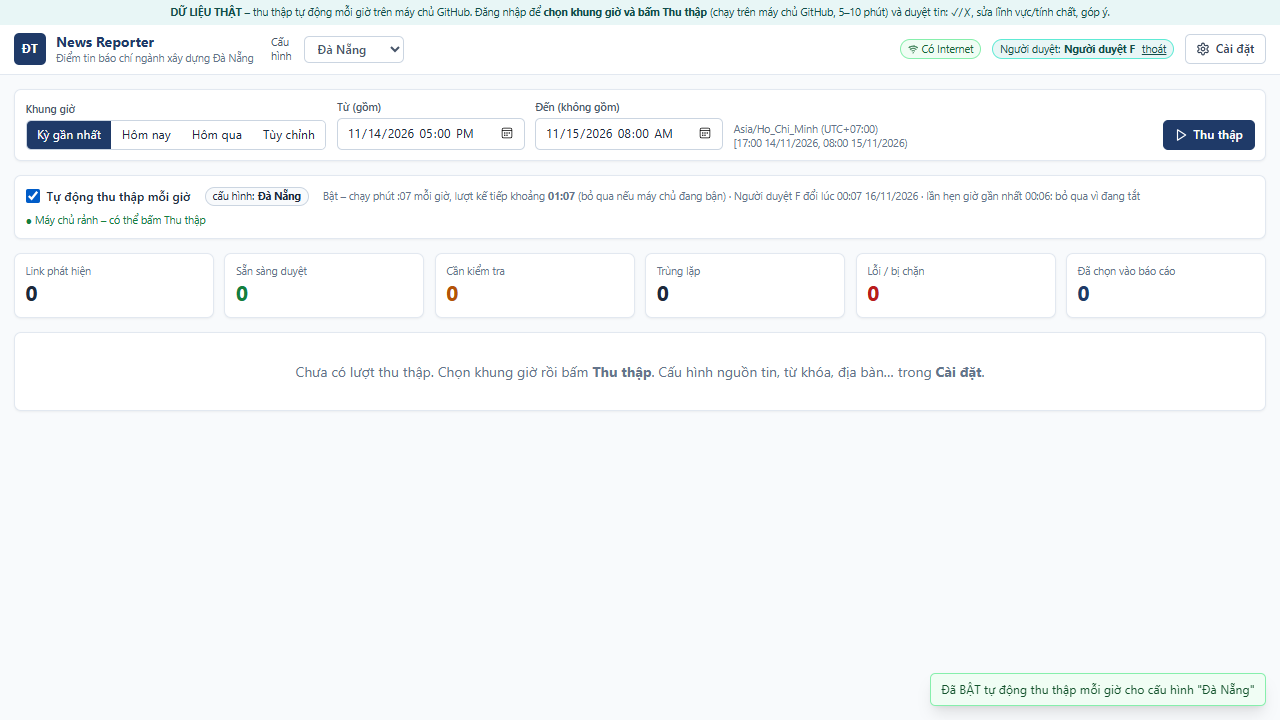 DỮ LIỆU THẬT – thu thập tự động mỗi giờ trên máy chủ GitHub. Đăng nhập để chọn khung giờ và bấm Thu thập (chạy trên máy chủ GitHub, 5–10 phút) và duyệt tin: ✓/✗, sửa lĩnh vực/tính chất, góp ý.
ĐT
News Reporter
Điểm tin báo chí ngành xây dựng Đà Nẵng
Cấu hình
Đà Nẵng
Có Internet
Người duyệt: Người duyệt F thoát
Cài đặt
Khung giờ
Kỳ gần nhất
Hôm nay
Hôm qua
Tùy chỉnh
Từ (gồm)
11/14/2026 05:00 PM
Đến (không gồm)
11/15/2026 08:00 AM
Asia/Ho_Chi_Minh (UTC+07:00)
[17:00 14/11/2026, 08:00 15/11/2026)
Thu thập
Tự động thu thập mỗi giờ
cấu hình: Đà Nẵng
Bật – chạy phút :07 mỗi giờ, lượt kế tiếp khoảng 01:07 (bỏ qua nếu máy chủ đang bận) · Người duyệt F đổi lúc 00:07 16/11/2026 · lần hẹn giờ gần nhất 00:06: bỏ qua vì đang tắt
● Máy chủ rảnh – có thể bấm Thu thập
Link phát hiện
0
Sẵn sàng duyệt
0
Cần kiểm tra
0
Trùng lặp
0
Lỗi / bị chặn
0
Đã chọn vào báo cáo
0
Chưa có lượt thu thập. Chọn khung giờ rồi bấm Thu thập. Cấu hình nguồn tin, từ khóa, địa bàn... trong Cài đặt.
Đã BẬT tự động thu thập mỗi giờ cho cấu hình "Đà Nẵng"